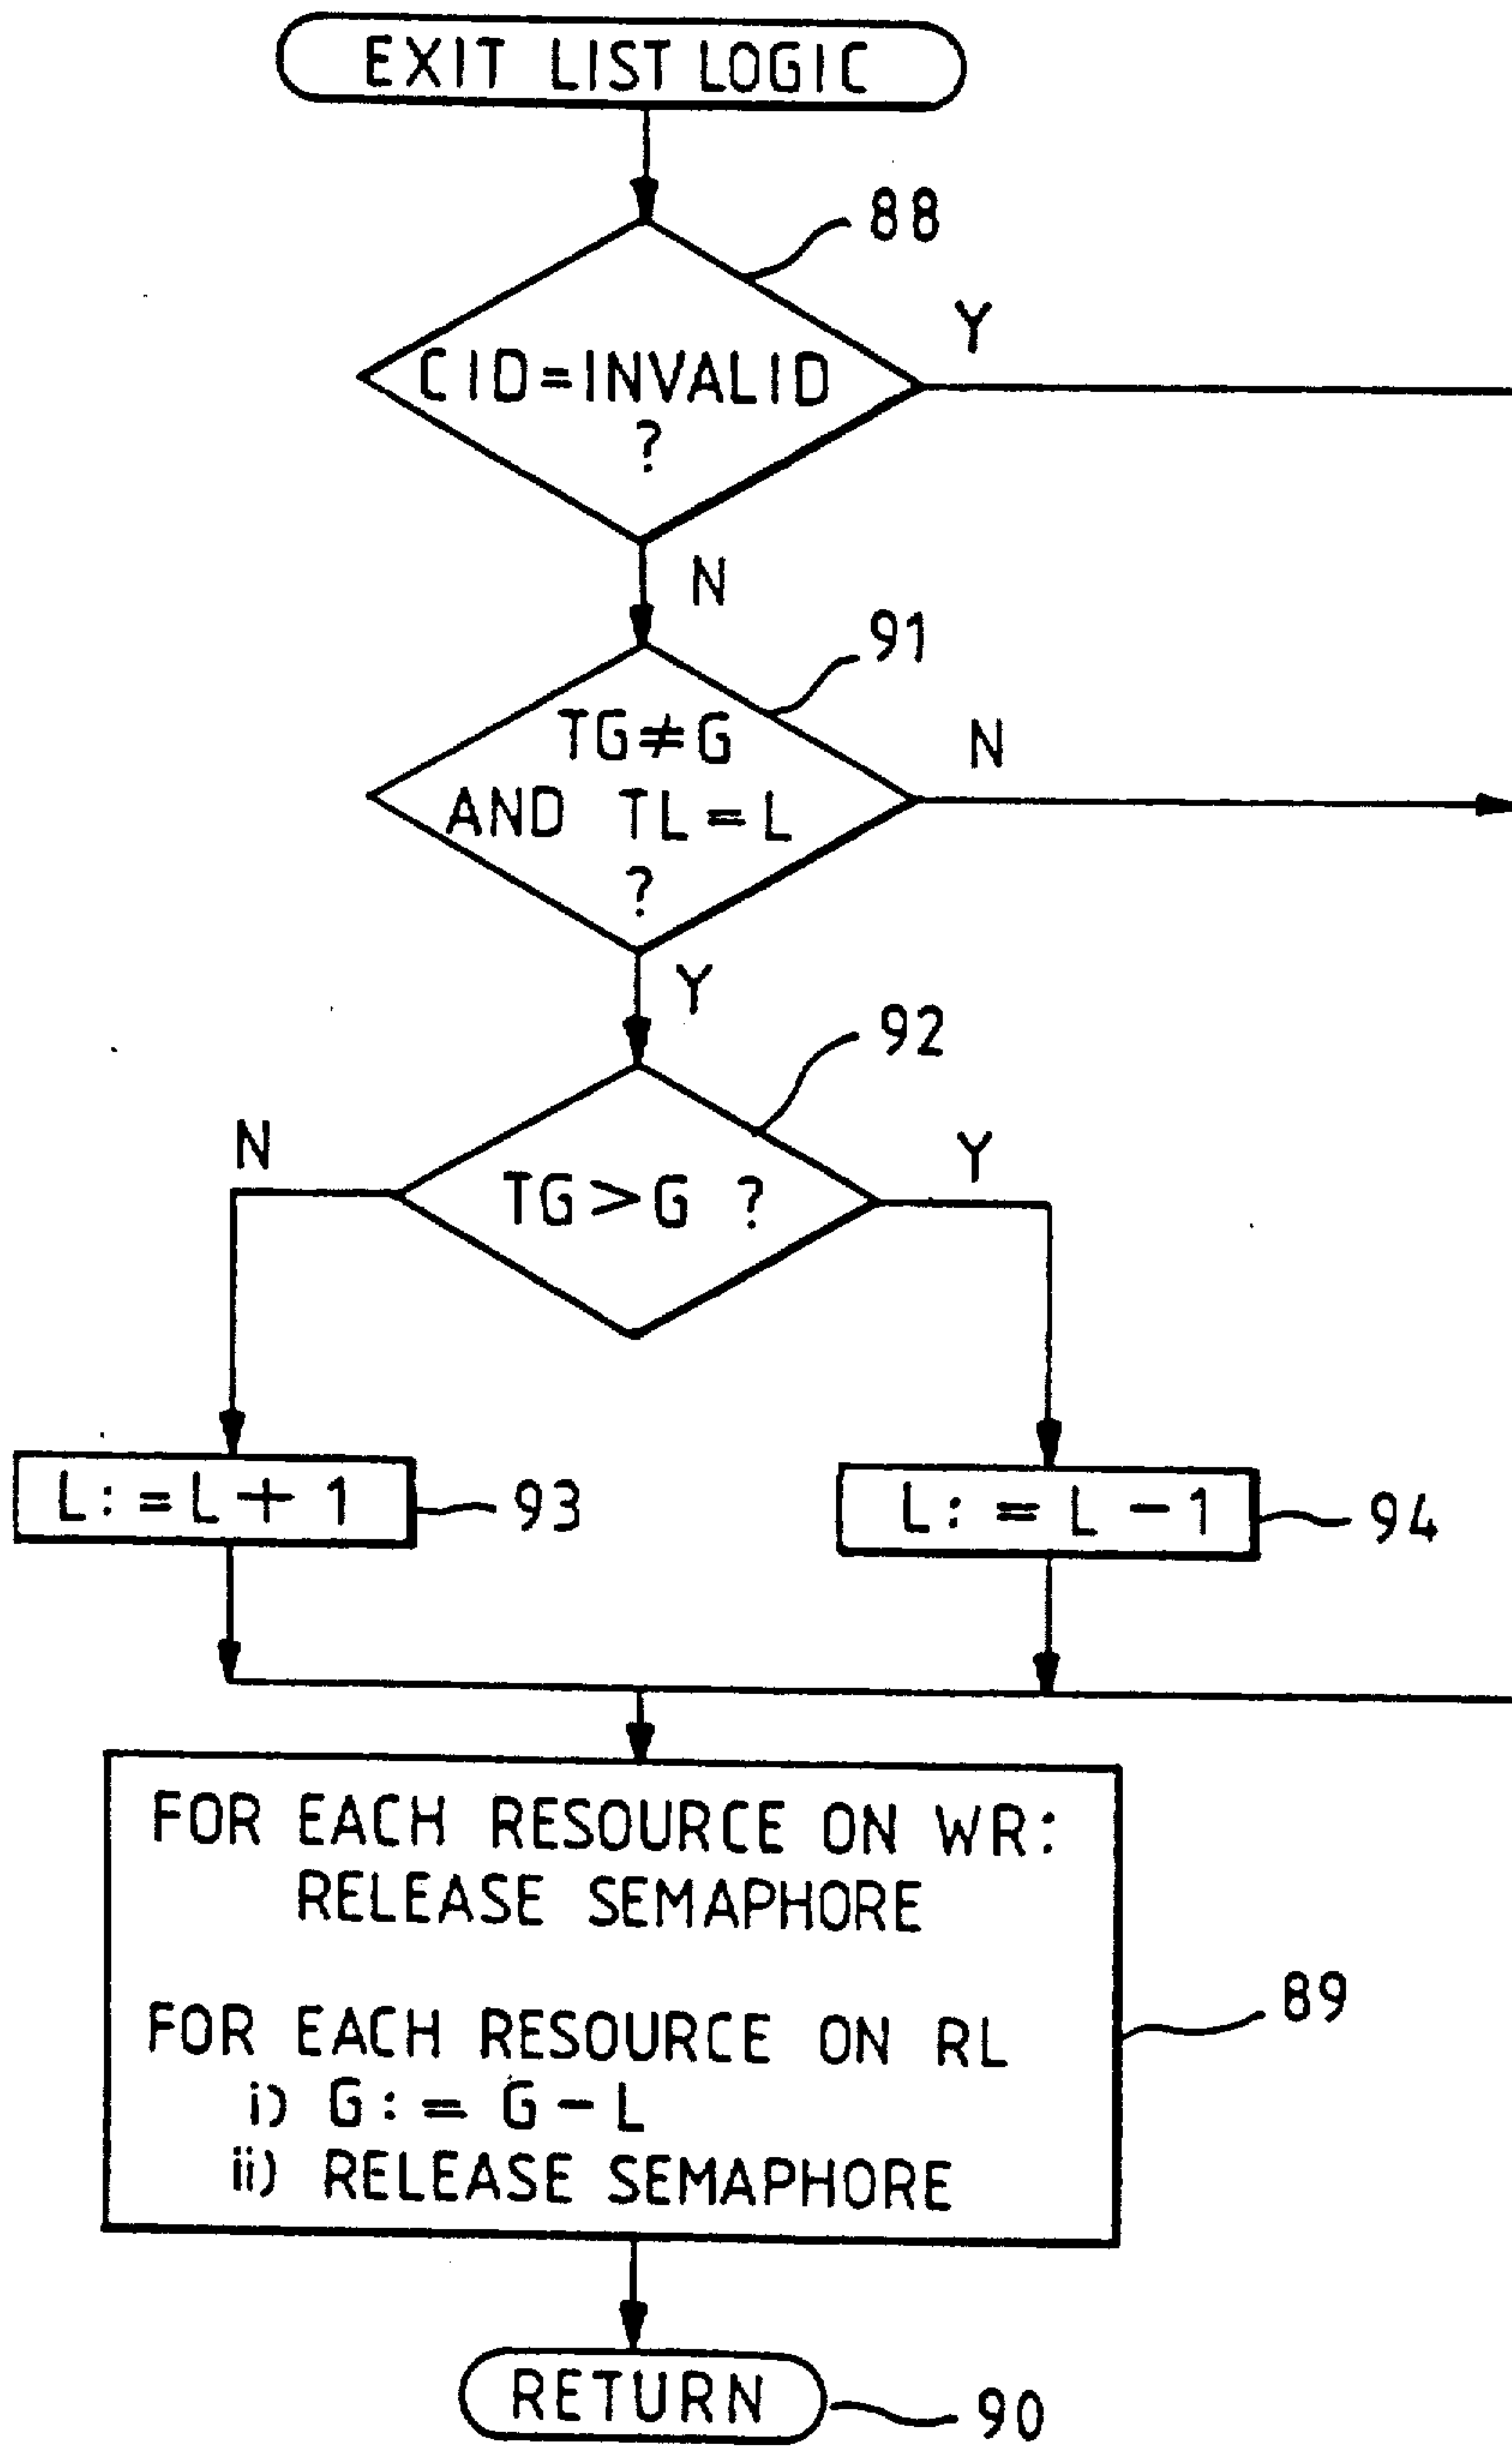 EXIT LIST LOGIC
88
CID=INVALID
?
Y
N
91
TG≠G
AND TL=L
?
N
Y
92
TG>G ?
N
Y
L:=L+1
93
L:=L-1
94
FOR EACH RESOURCE ON WR:
RELEASE SEMAPHORE
FOR EACH RESOURCE ON RL
i) G:= G-L
ii) RELEASE SEMAPHORE
89
RETURN
90